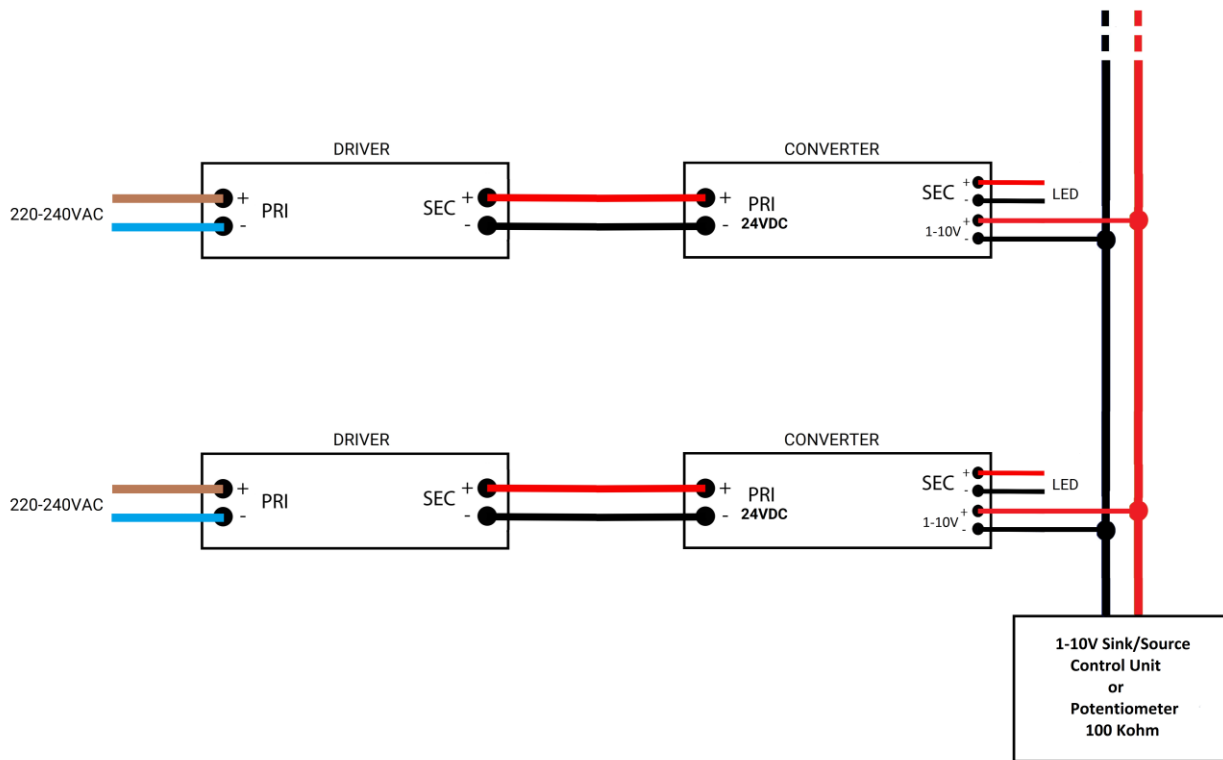 DRIVER
CONVERTER
220-240VAC
+ PRI
-
SEC +
-
+ PRI
- 24VDC
SEC +
-
LED
+
1-10V
-
DRIVER
CONVERTER
220-240VAC
+ PRI
-
SEC +
-
+ PRI
- 24VDC
SEC +
-
LED
+
1-10V
-
1-10V Sink/Source
Control Unit
or
Potentiometer
100 Kohm